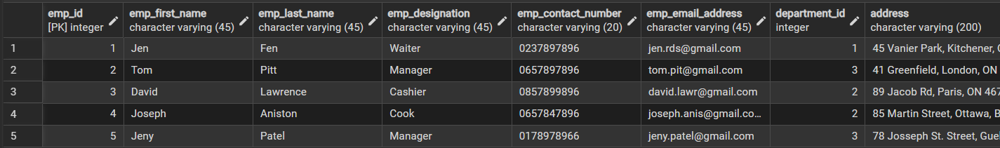 emp_id emp_first_name emp_last_name emp_designation emp_contact_number emp_email_address department_id address
[PK] integer character varying (45) character varying (45) character varying (45) character varying (20) character varying (45) integer character varying (200)
1 1 Jen Fen Waiter 0237897896 jen.rds@gmail.com 1 45 Vanier Park, Kitchener,
2 2 Tom Pitt Manager 0657897896 tom.pit@gmail.com 3 41 Greenfield, London, ON
3 3 David Lawrence Cashier 0857899896 david.lawr@gmail.com 2 89 Jacob Rd, Paris, ON 467
4 4 Joseph Aniston Cook 0657847896 joseph.anis@gmail.co... 2 85 Martin Street, Ottawa, B
5 5 Jeny Patel Manager 0178978966 jeny.patel@gmail.com 3 78 Josseph St. Street, Guel